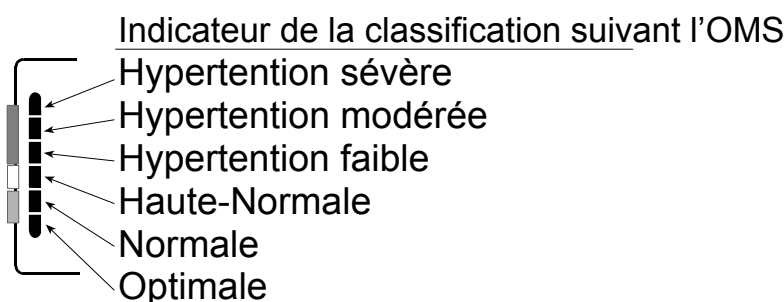 Indicateur de la classification suivant l’OMS
Hypertention sévère
Hypertention modérée
Hypertention faible
Haute-Normale
Normale
Optimale